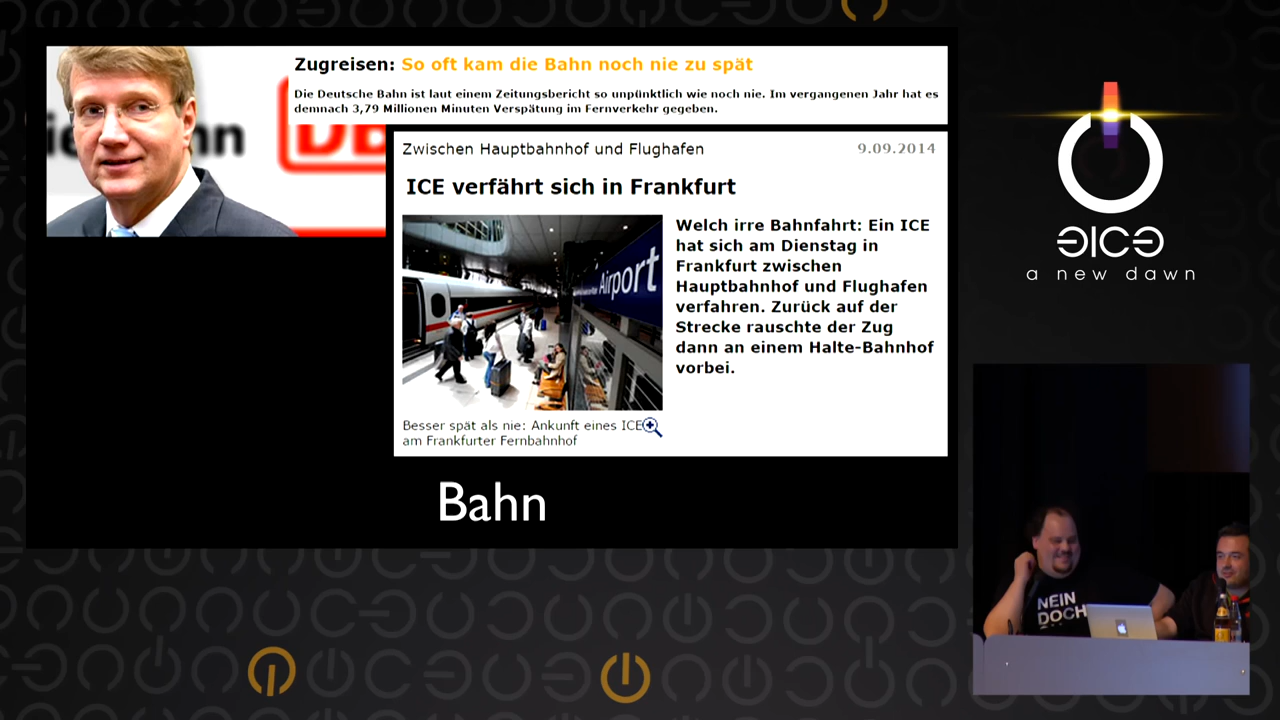 Zugreisen: So oft kam die Bahn noch nie zu spät
Die Deutsche Bahn ist laut einem Zeitungsbericht so unpünktlich wie noch nie. Im vergangenen Jahr hat es
demnach 3,79 Millionen Minuten Verspätung im Fernverkehr gegeben.
DB
Zwischen Hauptbahnhof und Flughafen
9.09.2014
ICE verfährt sich in Frankfurt
Welch irre Bahnfahrt: Ein ICE
hat sich am Dienstag in
Frankfurt zwischen
Hauptbahnhof und Flughafen
verfahren. Zurück auf der
Strecke rauschte der Zug
dann an einem Halte-Bahnhof
vorbei.
Airport
Besser spät als nie: Ankunft eines ICE
am Frankfurter Fernbahnhof
Bahn
a new dawn
NEIN
DOCH